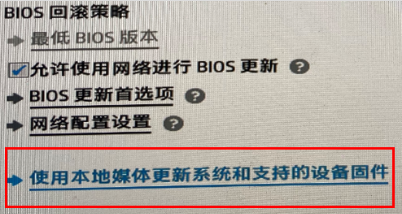 BIOS 回滚策略
最低 BIOS 版本
允许使用网络进行 BIOS 更新 ?
BIOS 更新首选项 ?
网络配置设置 ?
使用本地媒体更新系统和支持的设备固件